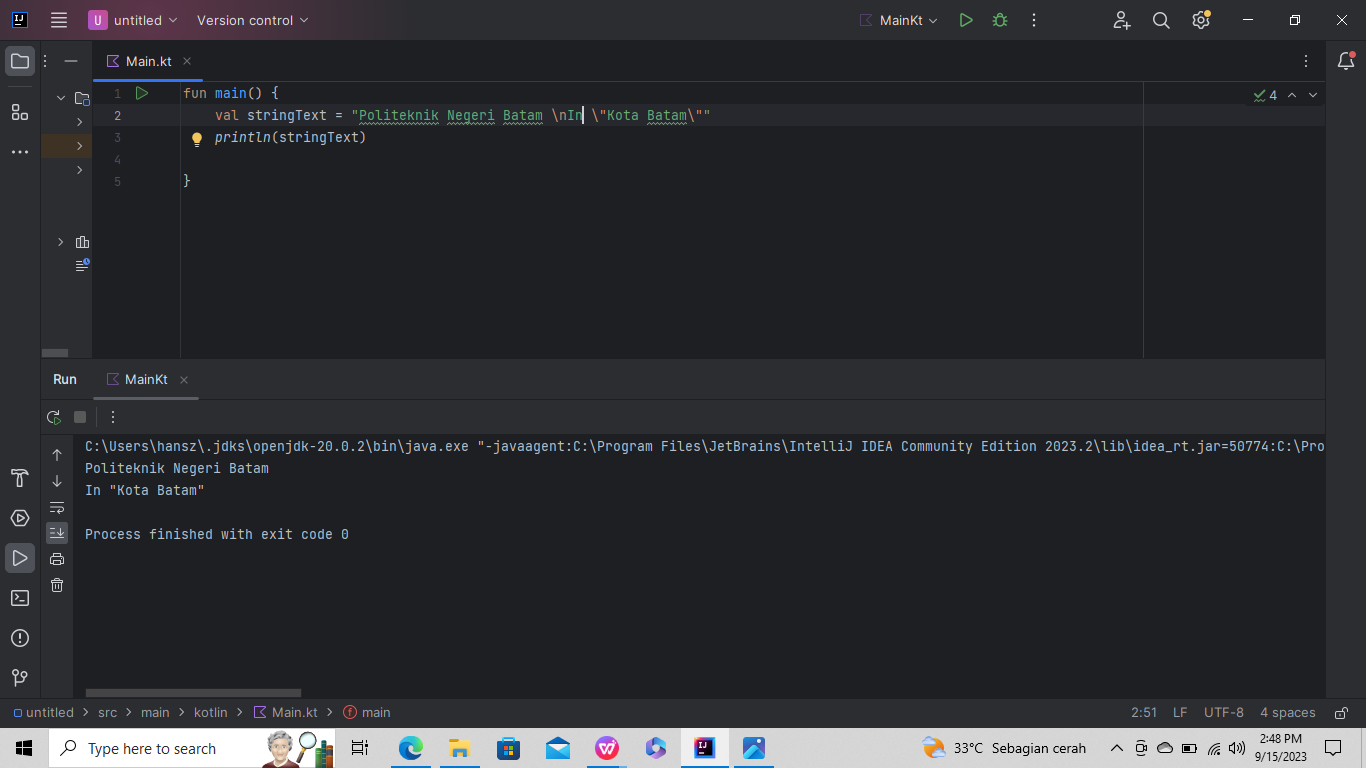 U untitled Version control MainKt
Main.kt
1 fun main() {
2 val stringText = "Politeknik Negeri Batam \nIn \"Kota Batam\""
3 println(stringText)
4
5 }
4
Run MainKt
C:\Users\hansz\.jdks\openjdk-20.0.2\bin\java.exe "-javaagent:C:\Program Files\JetBrains\IntelliJ IDEA Community Edition 2023.2\lib\idea_rt.jar=50774:C:\Pro
Politeknik Negeri Batam
In "Kota Batam"
Process finished with exit code 0
untitled > src > main > kotlin > Main.kt > main 2:51 LF UTF-8 4 spaces
Type here to search 33°C Sebagian cerah 2:48 PM
9/15/2023